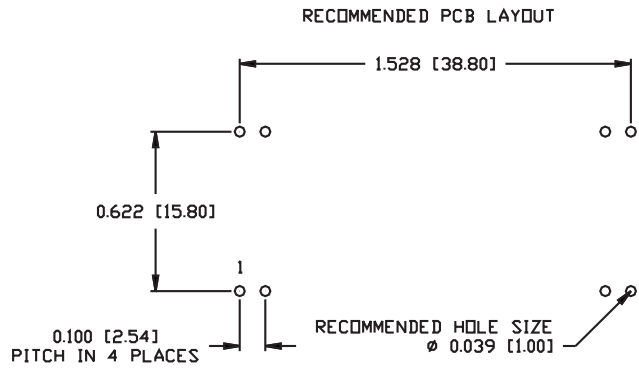 RECOMMENDED PCB LAYOUT
1.528 [38.80]
0.622 [15.80]
1
0.100 [2.54]
PITCH IN 4 PLACES
RECOMMENDED HOLE SIZE
ø 0.039 [1.00]